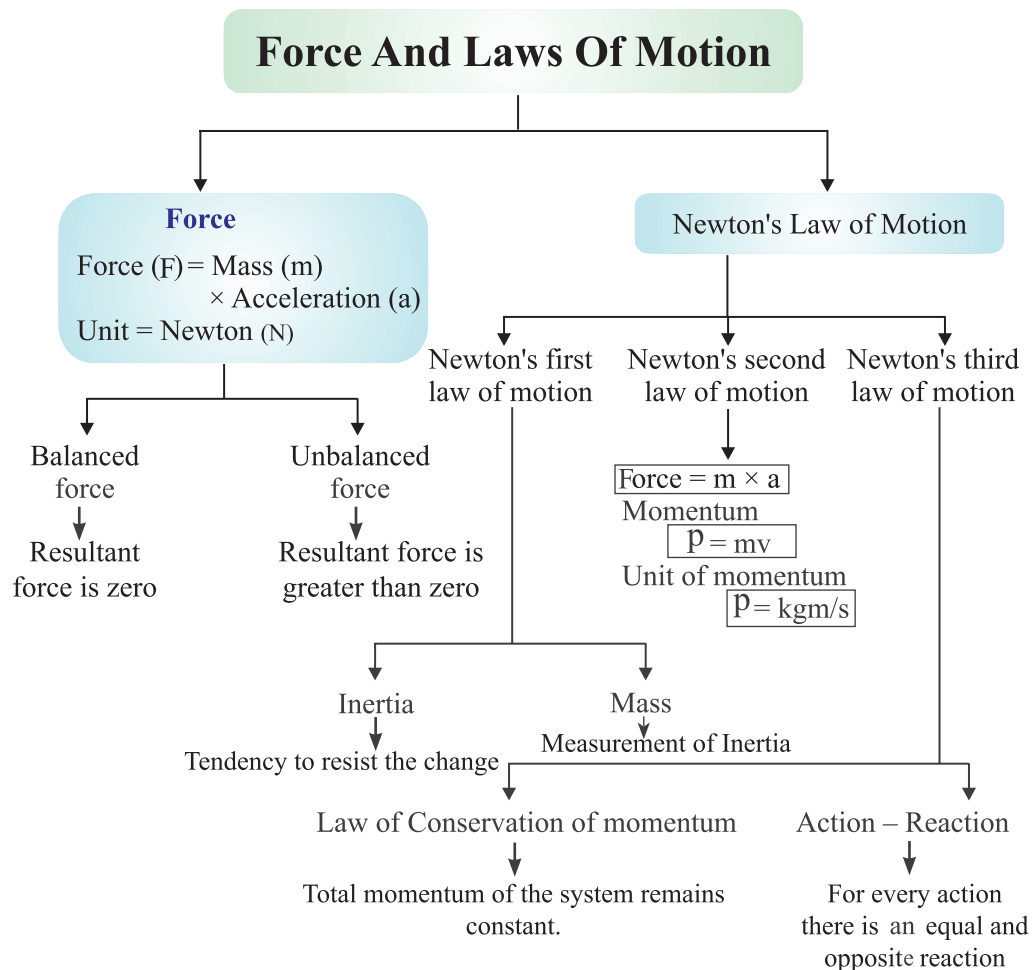 Force And Laws Of Motion
Force
Force (F) = Mass (m)
× Acceleration (a)
Unit = Newton (N)
Balanced
force
Resultant
force is zero
Unbalanced
force
Resultant force is
greater than zero
Newton's Law of Motion
Newton's first
law of motion
Inertia
Tendency to resist the change
Mass
Measurement of Inertia
Newton's second
law of motion
Force = m × a
Momentum
p = mv
Unit of momentum
p = kgm/s
Newton's third
law of motion
Law of Conservation of momentum
Total momentum of the system remains
constant.
Action – Reaction
For every action
there is an equal and
opposite reaction